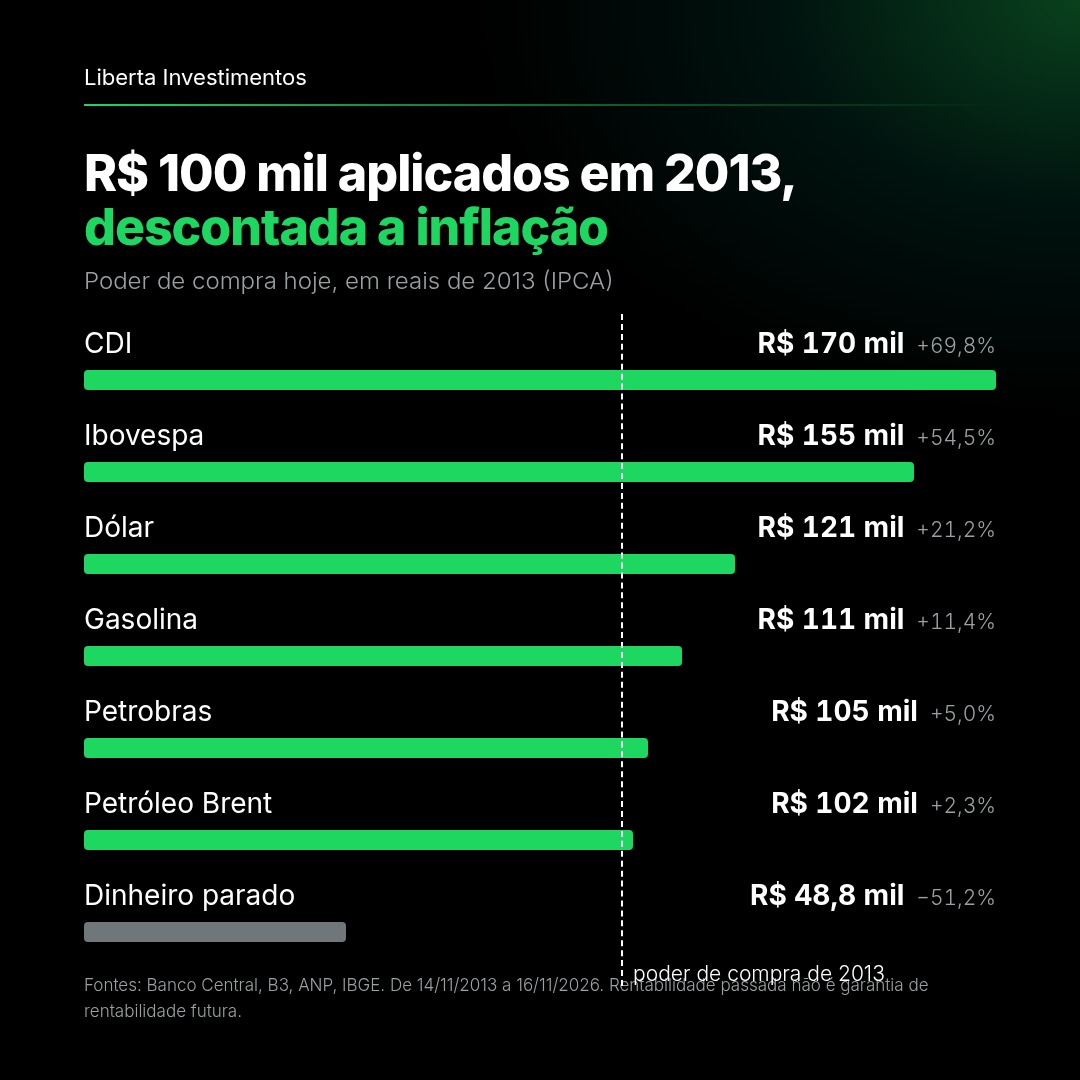 Liberta Investimentos
R$ 100 mil aplicados em 2013,
descontada a inflação
Poder de compra hoje, em reais de 2013 (IPCA)
CDI R$ 170 mil +69,8%
Ibovespa R$ 155 mil +54,5%
Dólar R$ 121 mil +21,2%
Gasolina R$ 111 mil +11,4%
Petrobras R$ 105 mil +5,0%
Petróleo Brent R$ 102 mil +2,3%
Dinheiro parado R$ 48,8 mil −51,2%
poder de compra de 2013
Fontes: Banco Central, B3, ANP, IBGE. De 14/11/2013 a 16/11/2026. Rentabilidade passada não é garantia de
rentabilidade futura.